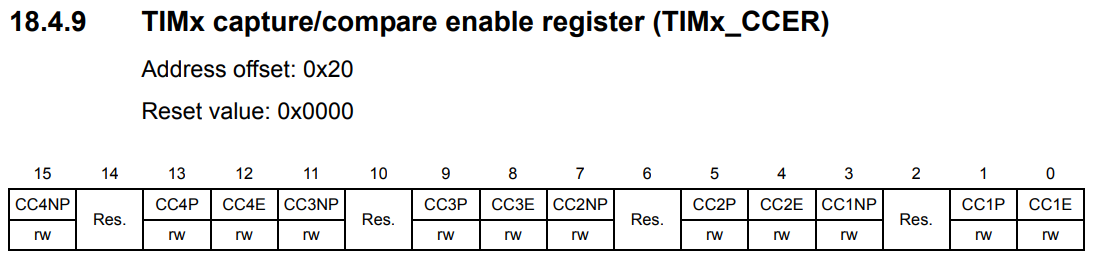 18.4.9 TIMx capture/compare enable register (TIMx_CCER)
Address offset: 0x20
Reset value: 0x0000
15 14 13 12 11 10 9 8 7 6 5 4 3 2 1 0
CC4NP Res. CC4P CC4E CC3NP Res. CC3P CC3E CC2NP Res. CC2P CC2E CC1NP Res. CC1P CC1E
rw rw rw rw rw rw rw rw rw rw rw rw